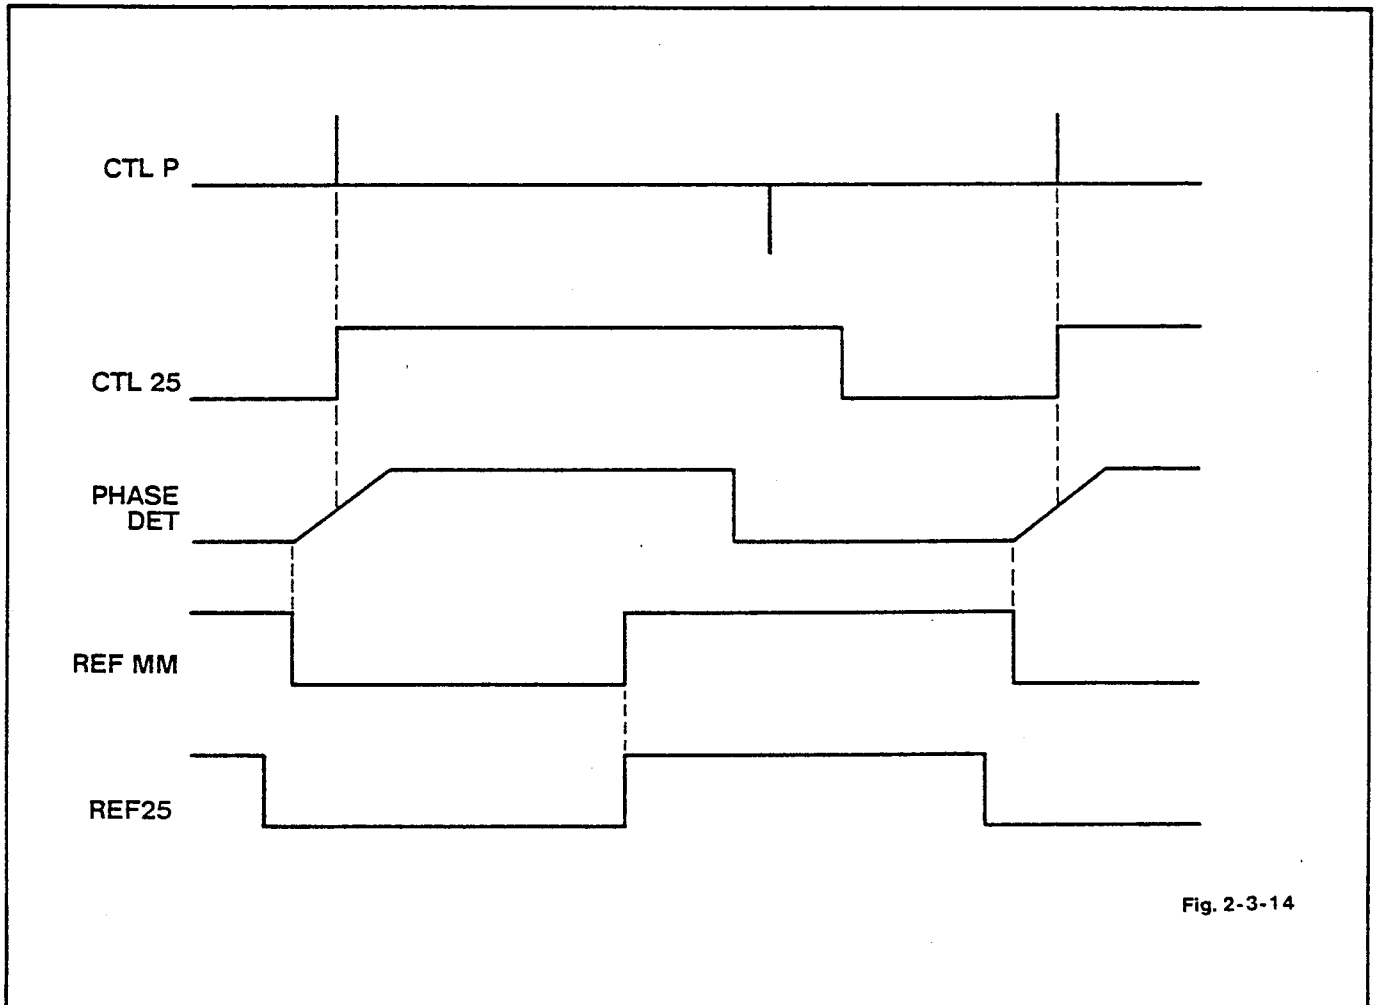 CTL P
CTL 25
PHASE
DET
REF MM
REF25
Fig. 2-3-14